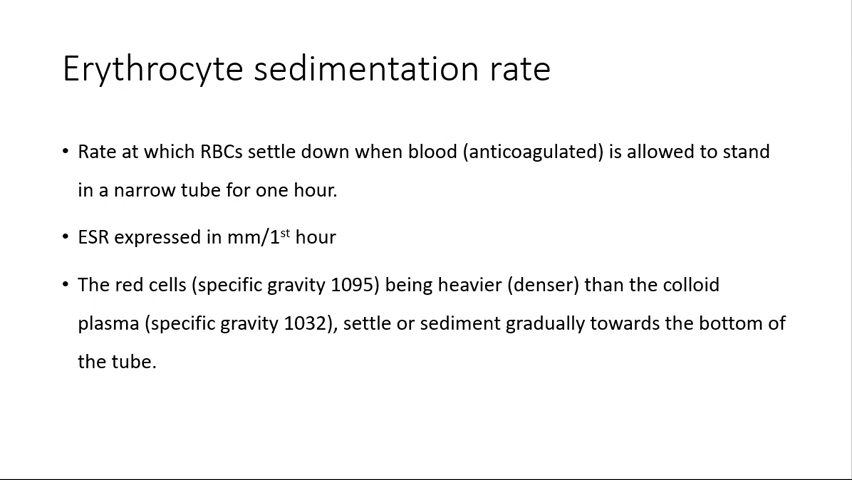 Erythrocyte sedimentation rate
• Rate at which RBCs settle down when blood (anticoagulated) is allowed to stand
in a narrow tube for one hour.
• ESR expressed in mm/1st hour
• The red cells (specific gravity 1095) being heavier (denser) than the colloid
plasma (specific gravity 1032), settle or sediment gradually towards the bottom of
the tube.